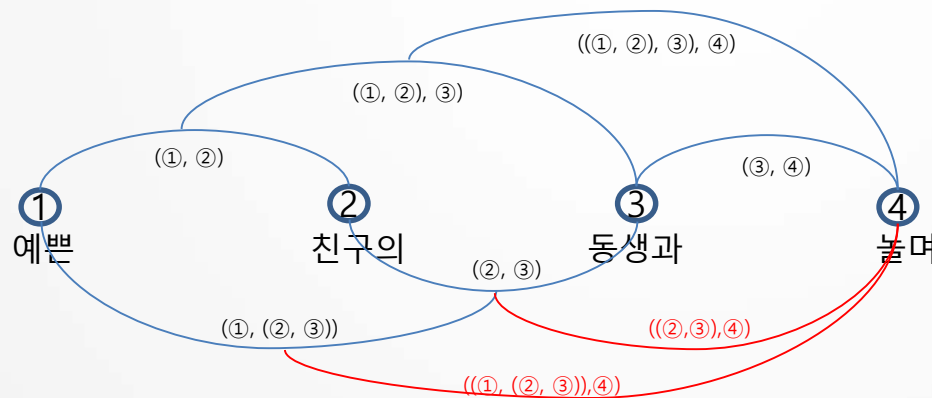 ((①, ②), ③), ④)
(①, ②), ③)
(①, ②)
(③, ④)
1 2 3 4
예쁜 친구의 동생과 놀며
(②, ③)
(①, (②, ③))
((②,③),④)
((①, (②, ③)),④)